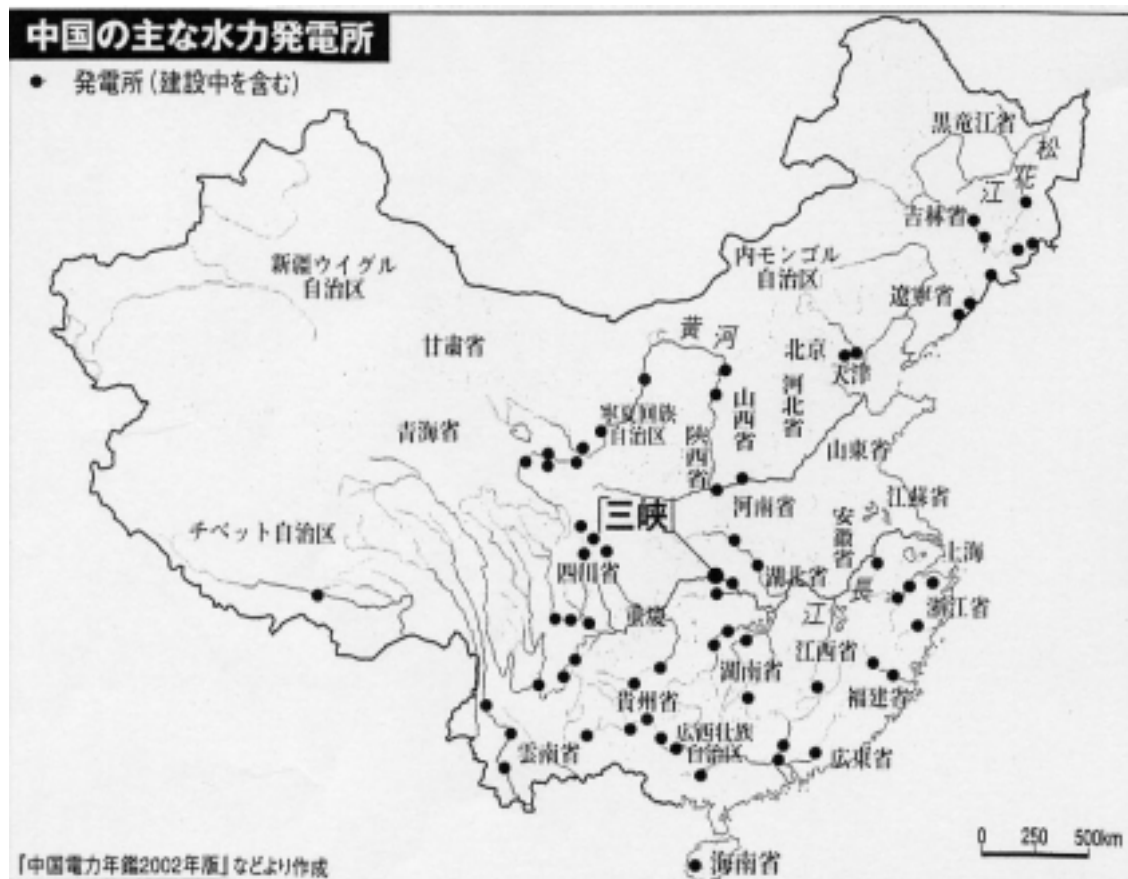 中国の主な水力発電所
● 発電所(建設中を含む)
黒竜江省
松花江
吉林省
内モンゴル
自治区
新疆ウイグル
自治区
遼寧省
黄河
甘粛省
北京
天津
河北省
山西省
寧夏回族
自治区
青海省
陝西省
山東省
江蘇省
河南省
安徽省
「三峡」
チベット自治区
上海
四川省
湖北省
長江
浙江省
重慶
江西省
湖南省
貴州省
福建省
広西壮族
自治区
雲南省
広東省
0 250 500km
海南省
『中国電力年鑑2002年版』などより作成